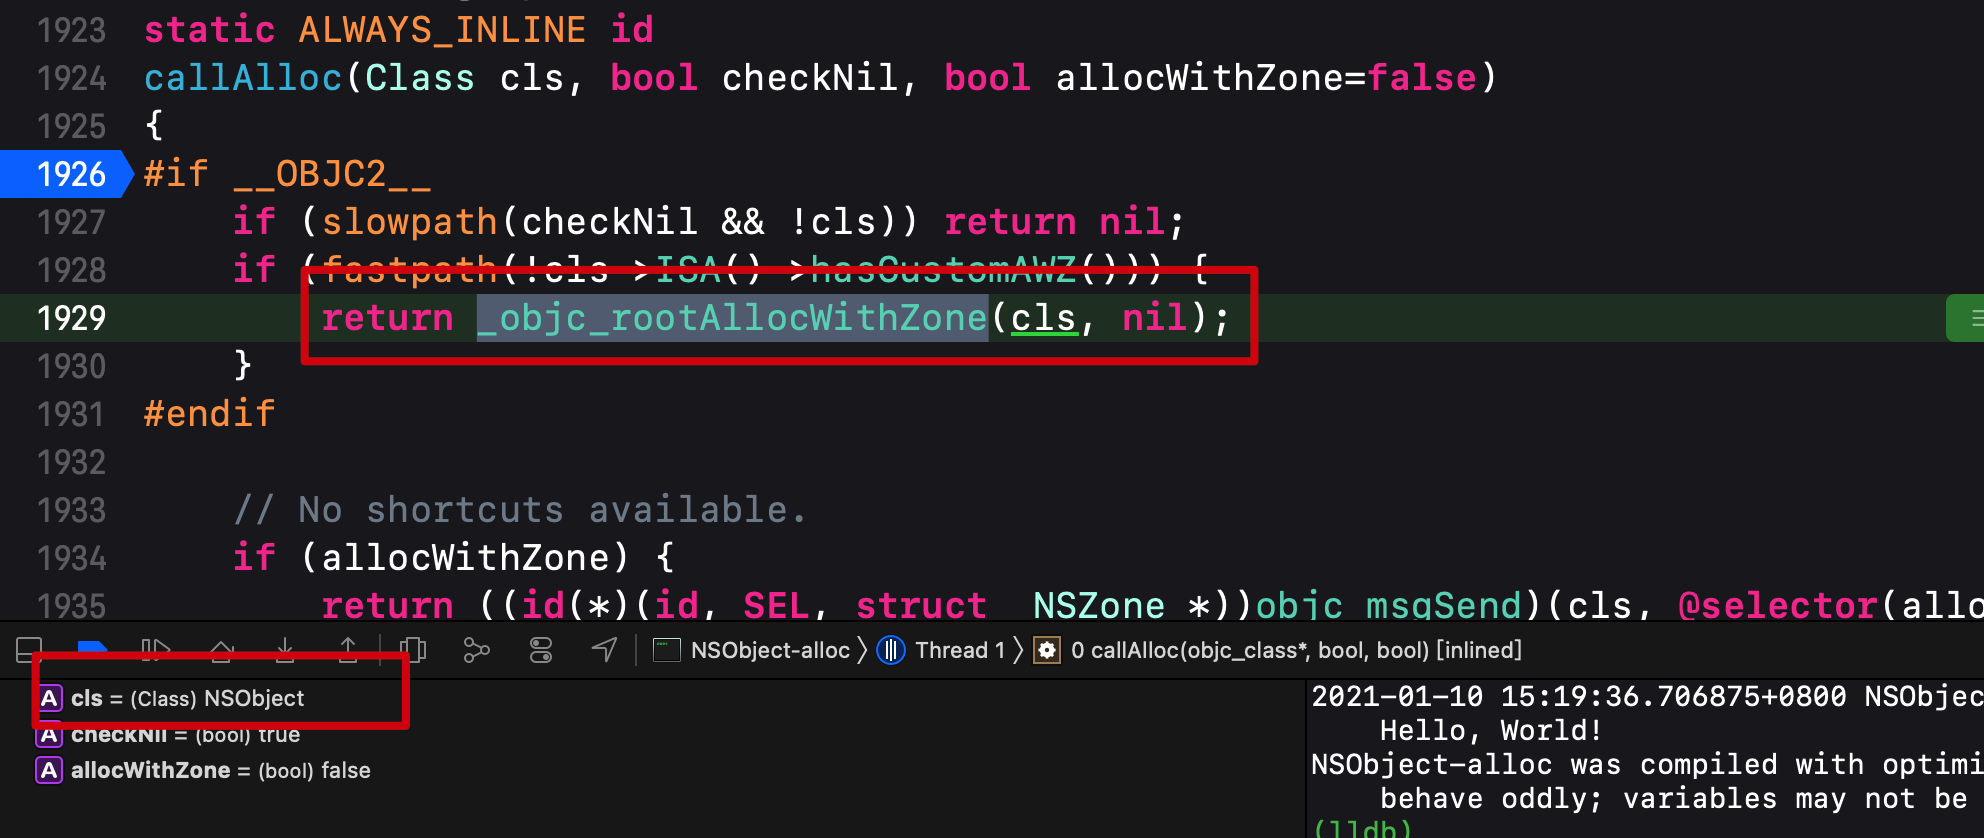 1923 static ALWAYS_INLINE id
1924 callAlloc(Class cls, bool checkNil, bool allocWithZone=false)
1925 {
1926 #if __OBJC2__
1927 if (slowpath(checkNil && !cls)) return nil;
1928 if (fastpath(!cls->ISA()->hasCustomAWZ())) {
1929 return _objc_rootAllocWithZone(cls, nil);
1930 }
1931 #endif
1932
1933 // No shortcuts available.
1934 if (allocWithZone) {
1935 return ((id(*)(id, SEL, struct _NSZone *))objc_msgSend)(cls, @selector(allo
NSObject-alloc Thread 1 0 callAlloc(objc_class*, bool, bool) [inlined]
A cls = (Class) NSObject
A checkNil = (bool) true
A allocWithZone = (bool) false
2021-01-10 15:19:36.706875+0800 NSObjec
Hello, World!
NSObject-alloc was compiled with optimi
behave oddly; variables may not be
(lldb)